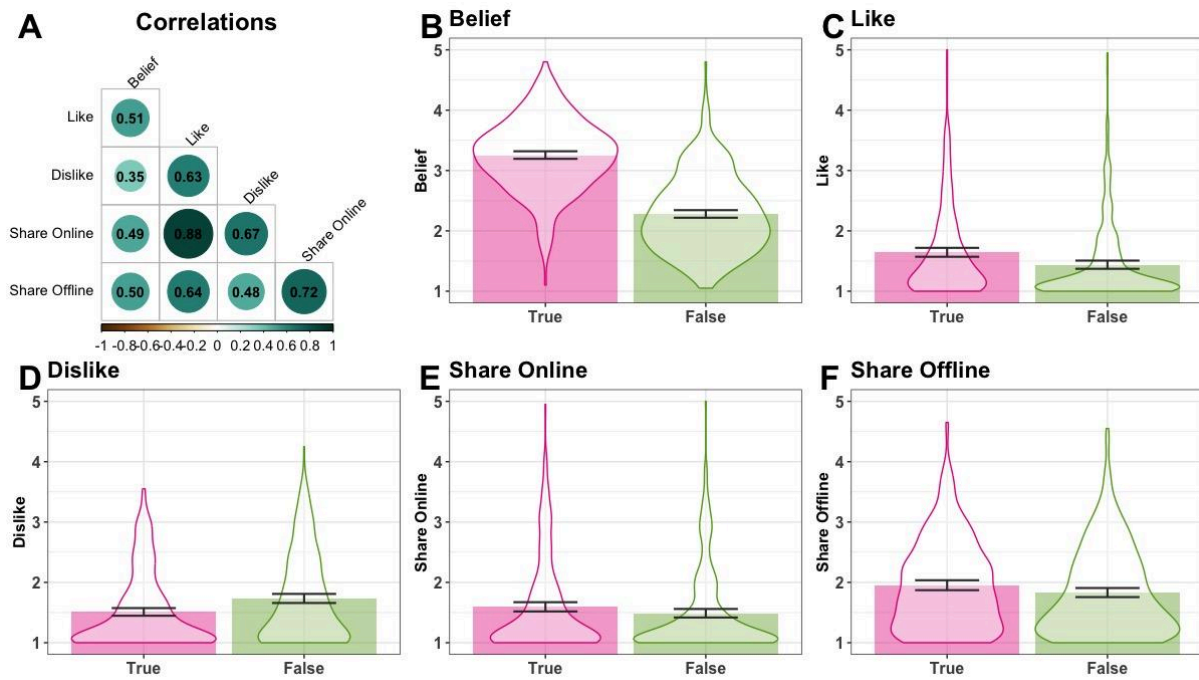 A Correlations
Belief
Like 0.51
Like
Dislike 0.35 0.63
Dislike
Share Online 0.49 0.88 0.67
Share Online
Share Offline 0.50 0.64 0.48 0.72
-1 -0.8 -0.6 -0.4 -0.2 0 0.2 0.4 0.6 0.8 1
B Belief
Belief
5
4
3
2
1
True False
C Like
Like
5
4
3
2
1
True False
D Dislike
Dislike
5
4
3
2
1
True False
E Share Online
Share Online
5
4
3
2
1
True False
F Share Offline
Share Offline
5
4
3
2
1
True False